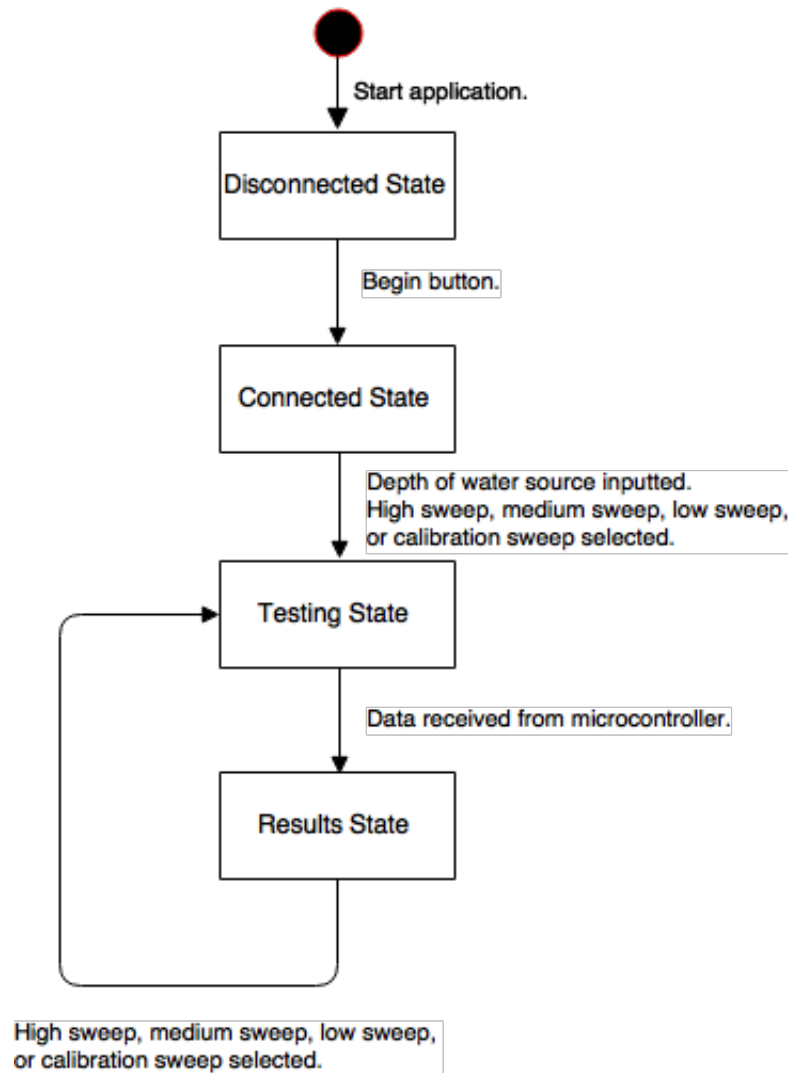 Start application.
Disconnected State
Begin button.
Connected State
Depth of water source inputted.
High sweep, medium sweep, low sweep,
or calibration sweep selected.
Testing State
Data received from microcontroller.
Results State
High sweep, medium sweep, low sweep,
or calibration sweep selected.